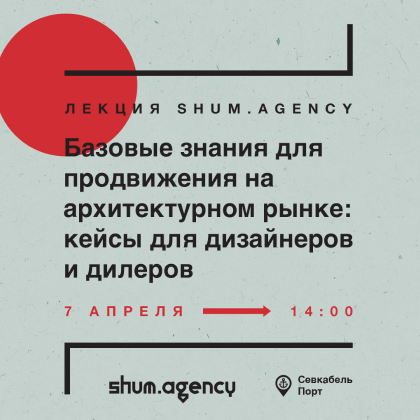 ЛЕКЦИЯ SHUM.AGENCY
Базовые знания для
продвижения на
архитектурном рынке:
кейсы для дизайнеров
и дилеров
7 АПРЕЛЯ 14:00
shum.agency
Севкабель
Порт